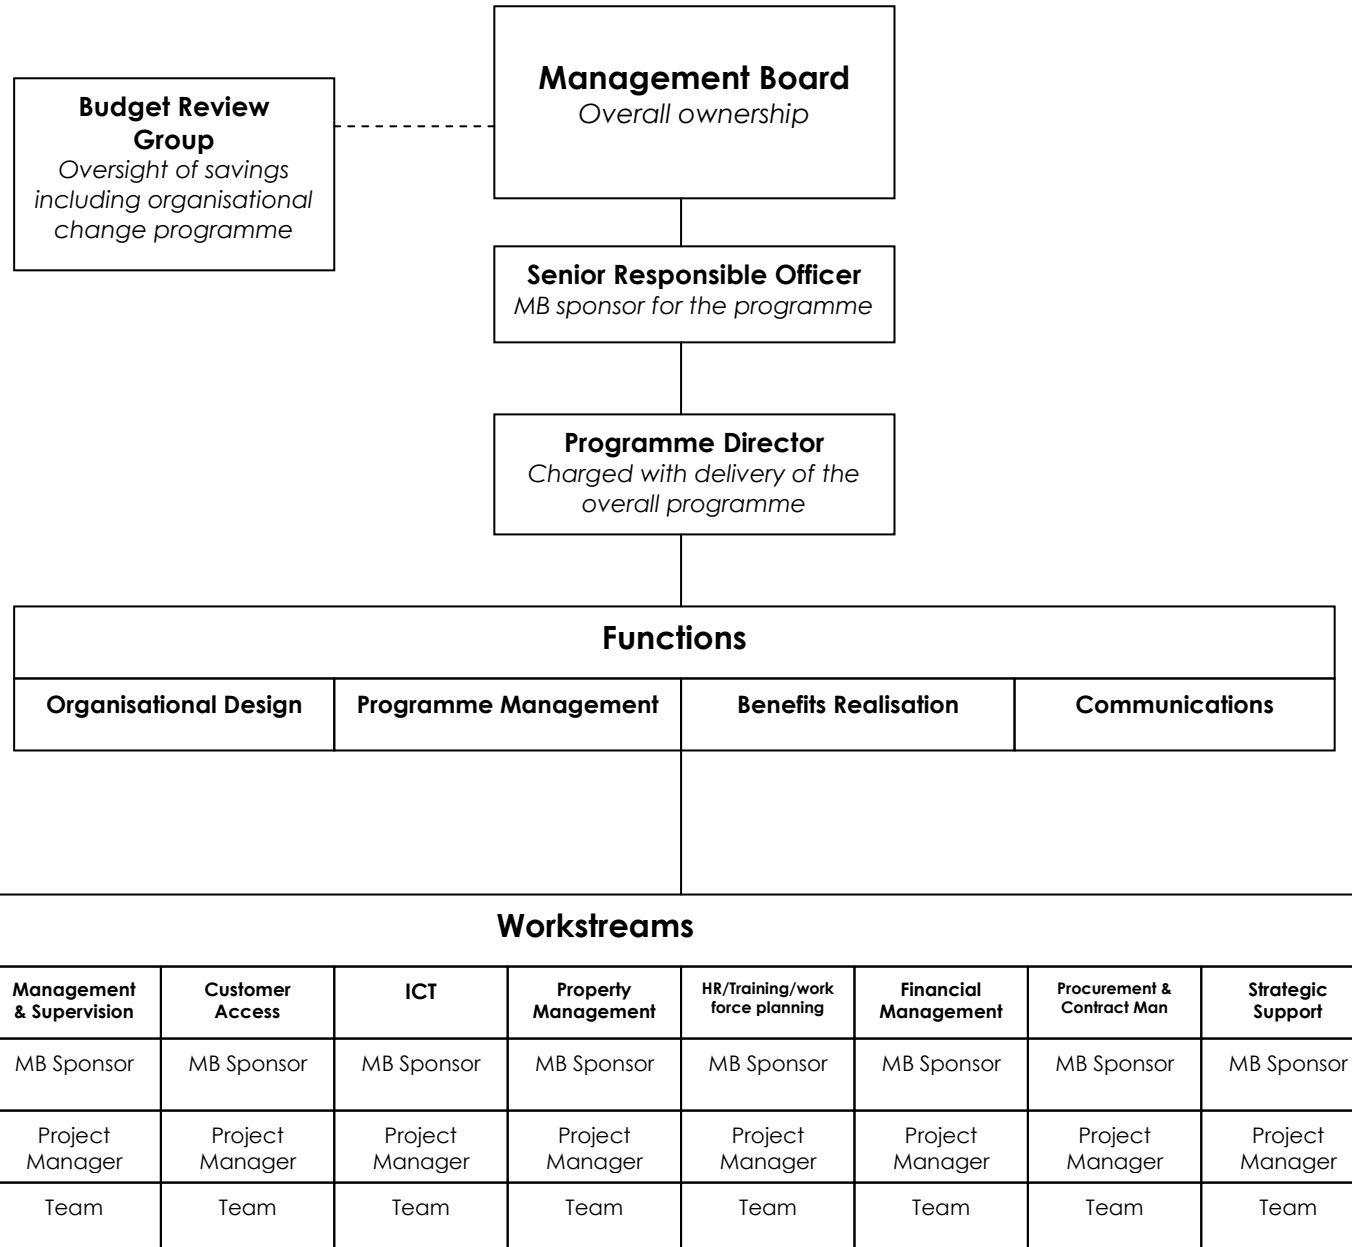 Management Board
Overall ownership
Budget Review
Group
Oversight of savings
including organisational
change programme
Senior Responsible Officer
MB sponsor for the programme
Programme Director
Charged with delivery of the
overall programme
Functions
Organisational Design Programme Management Benefits Realisation Communications
Workstreams
Management
& Supervision
Customer
Access
ICT
Property
Management
HR/Training/work
force planning
Financial
Management
Procurement &
Contract Man
Strategic
Support
MB Sponsor MB Sponsor MB Sponsor MB Sponsor MB Sponsor MB Sponsor MB Sponsor MB Sponsor
Project Project Project Project Project Project Project Project
Manager Manager Manager Manager Manager Manager Manager Manager
Team Team Team Team Team Team Team Team